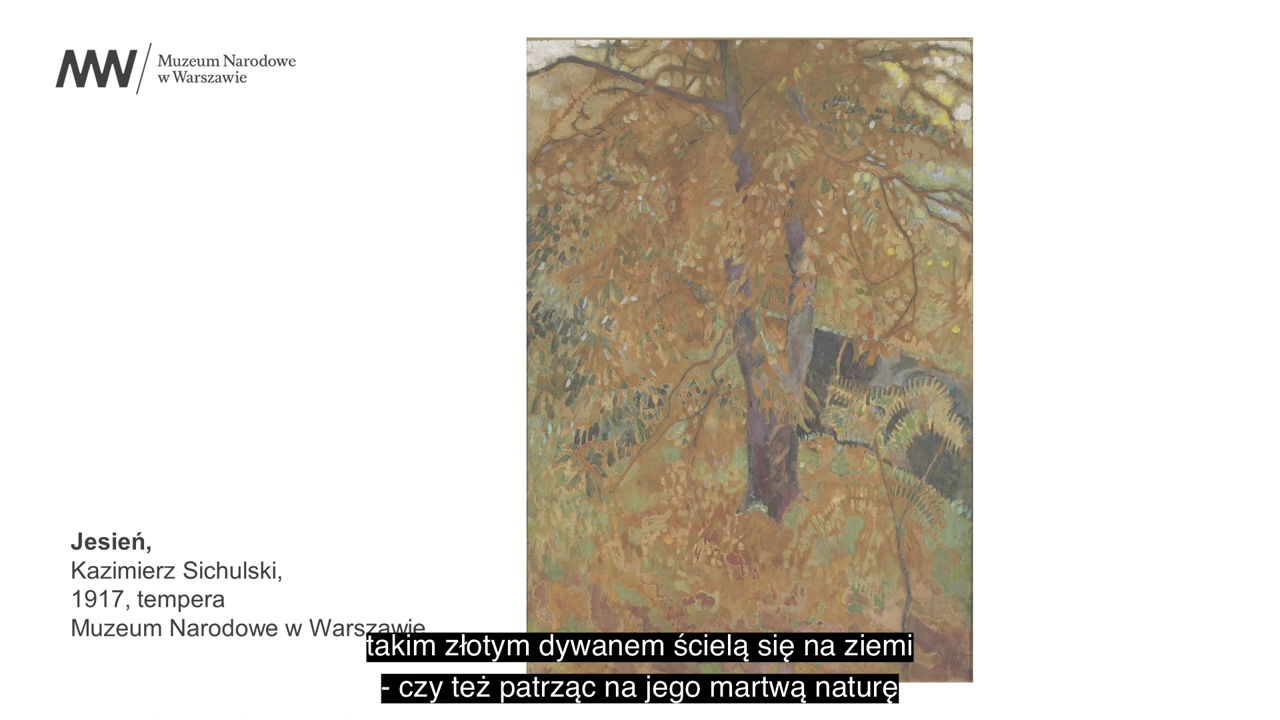 Muzeum Narodowe
w Warszawie
Jesień,
Kazimierz Sichulski,
1917, tempera
Muzeum Narodowe w Warszawie
takim złotym dywanem ścielą się na ziemi
- czy też patrząc na jego martwą naturę